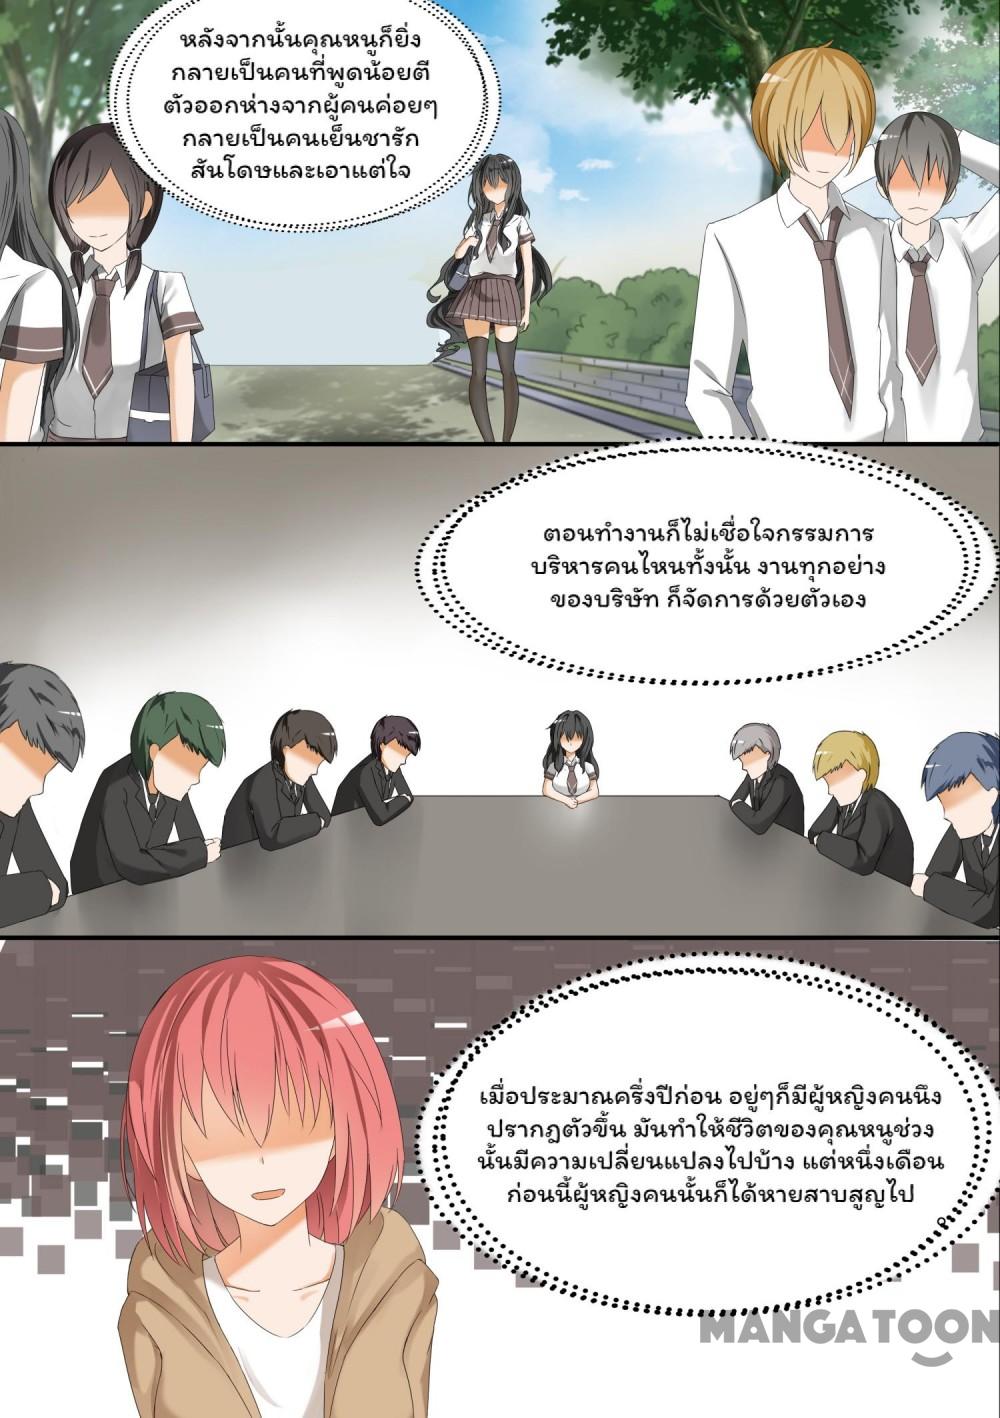 หลังจากนั้นคุณหนูก็ยิ่ง
กลายเป็นคนที่พูดน้อยตี
ตัวออกห่างจากผู้คนค่อยๆ
กลายเป็นคนเย็นชารัก
สันโดษและเอาแต่ใจ
ตอนทำงานก็ไม่เชื่อใจกรรมการ
บริหารคนไหนทั้งนั้น งานทุกอย่าง
ของบริษัท ก็จัดการด้วยตัวเอง
เมื่อประมาณครึ่งปีก่อน อยู่ๆก็มีผู้หญิงคนนึง
ปรากฏตัวขึ้น มันทำให้ชีวิตของคุณหนูช่วง
นั้นมีความเปลี่ยนแปลงไปบ้าง แต่หนึ่งเดือน
ก่อนนี้ผู้หญิงคนนั้นก็ได้หายสาบสูญไป
MANGATOON